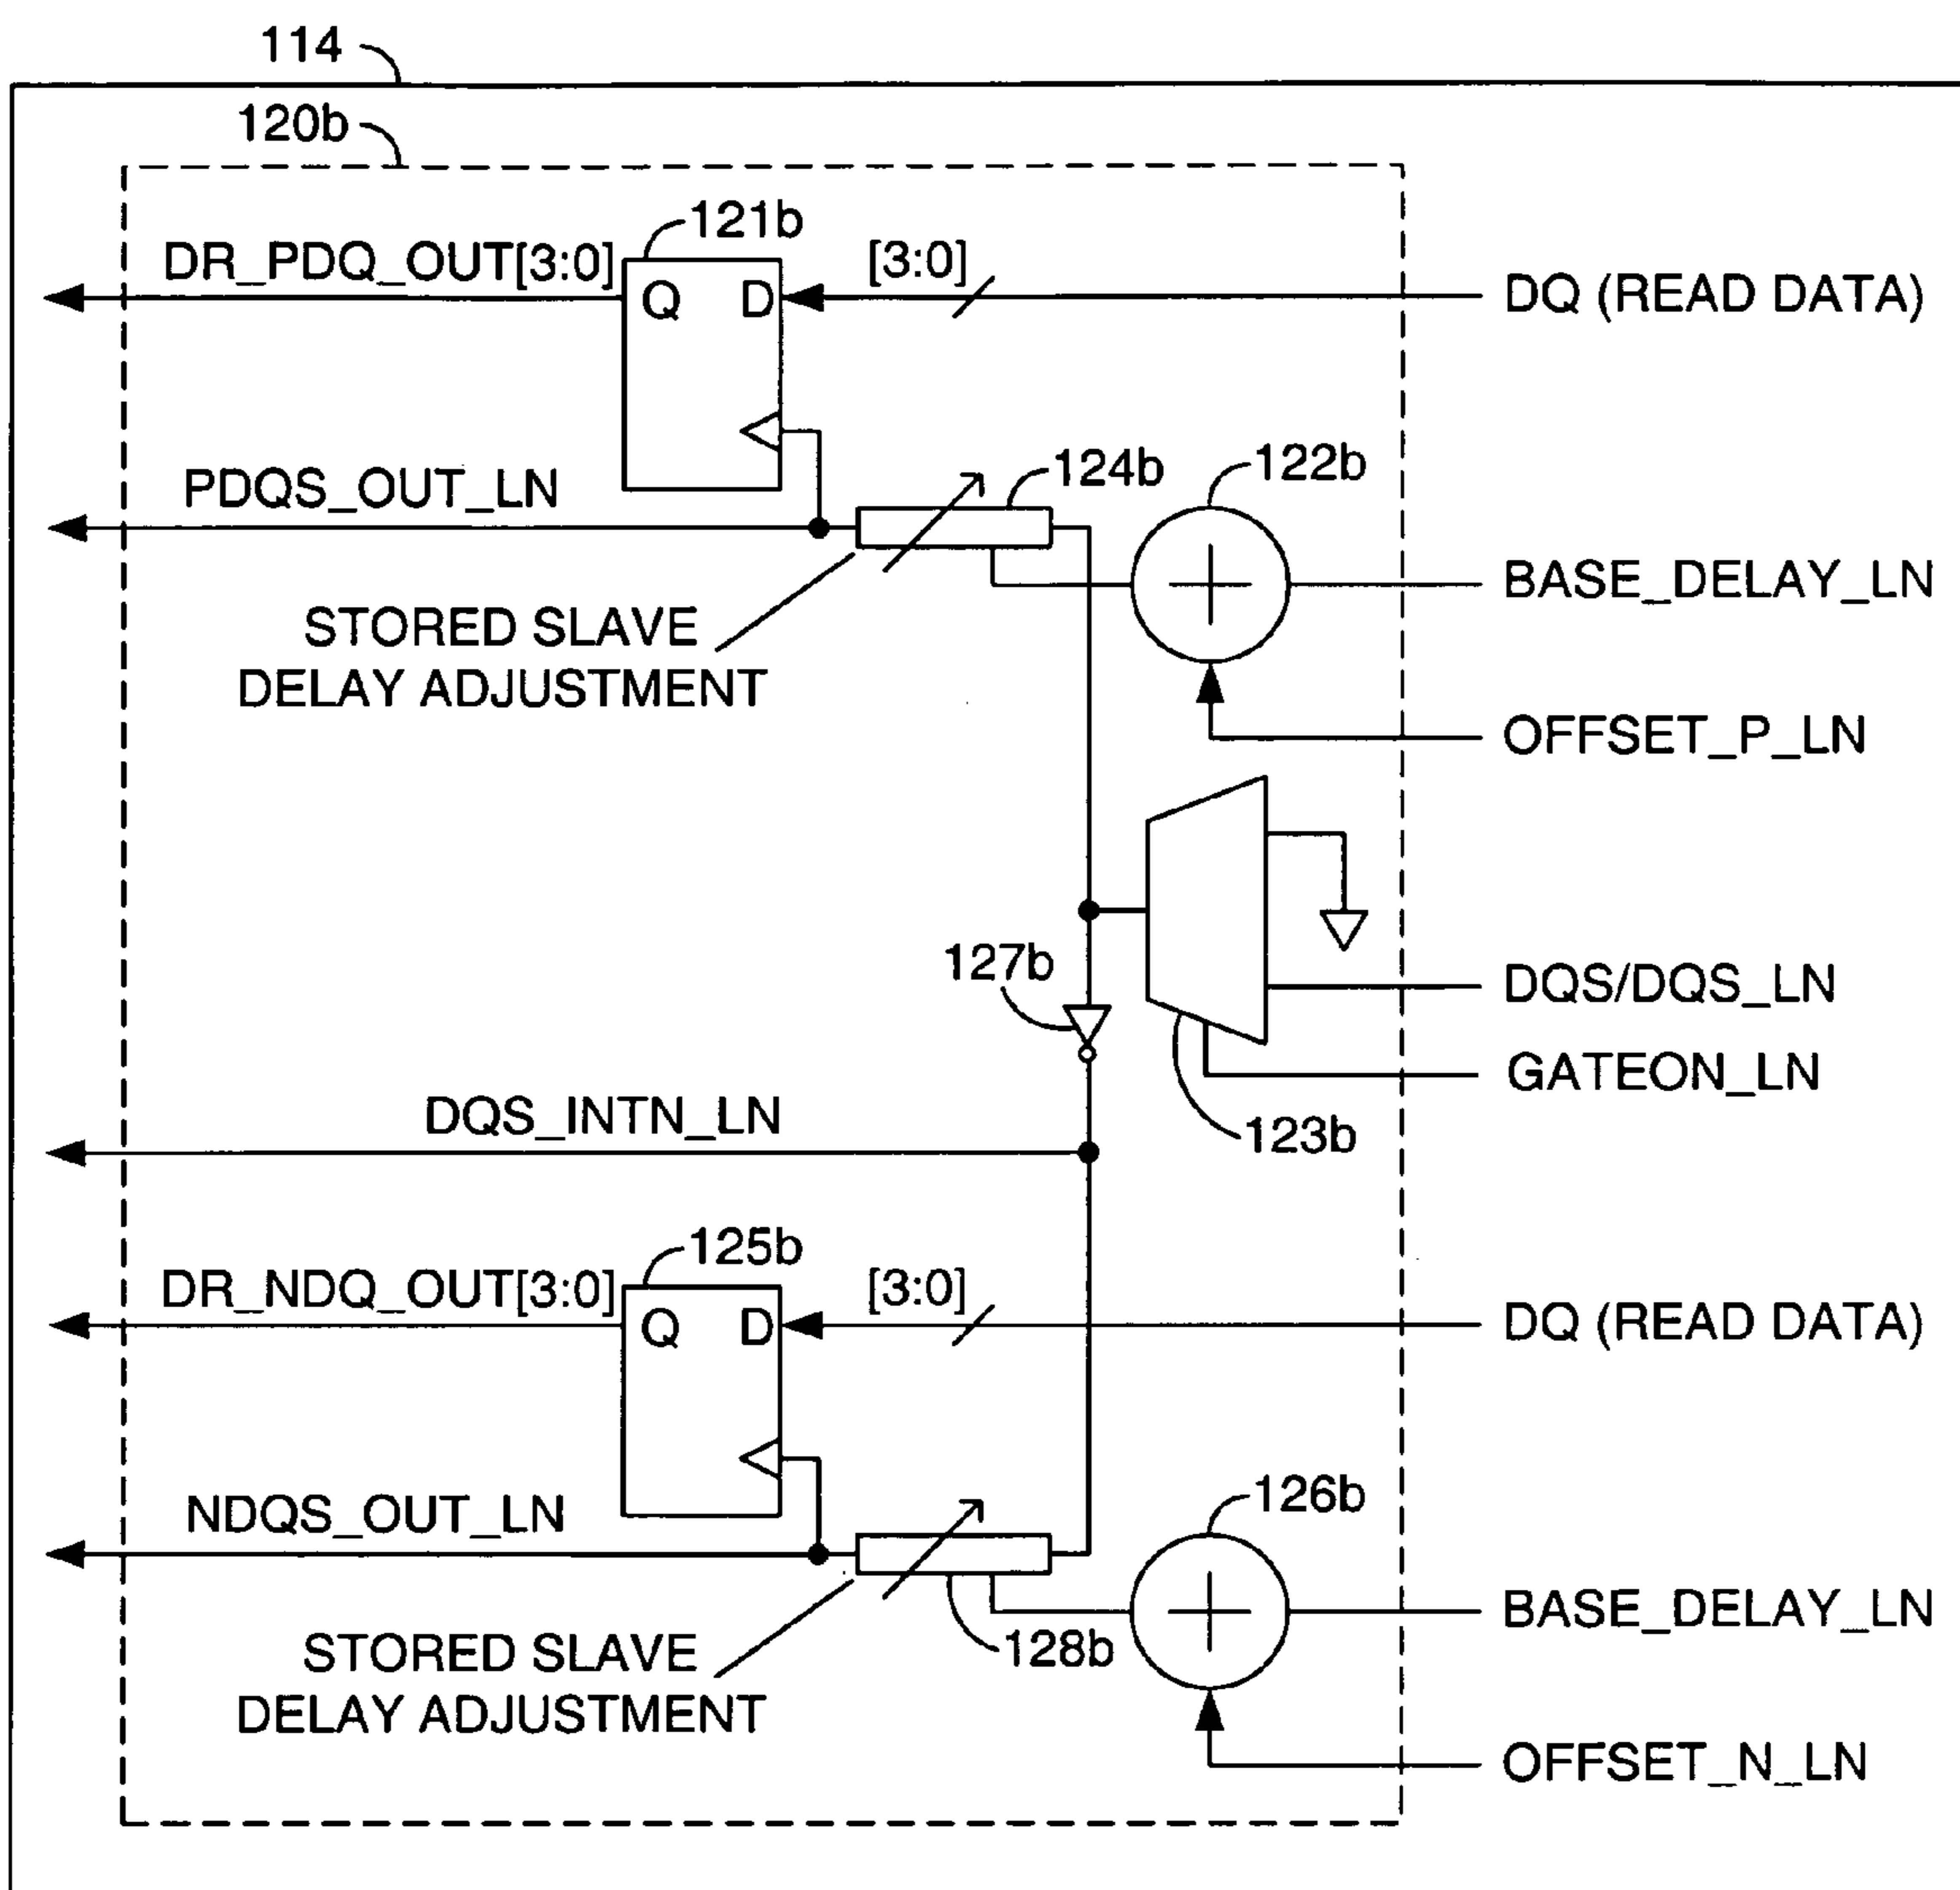 114
120b
121b
DR_PDQ_OUT[3:0]
[3:0]
Q D
DQ (READ DATA)
PDQS_OUT_LN
124b
122b
BASE_DELAY_LN
STORED SLAVE
DELAY ADJUSTMENT
OFFSET_P_LN
127b
DQS/DQS_LN
GATEON_LN
DQS_INTN_LN
123b
125b
DR_NDQ_OUT[3:0]
[3:0]
Q D
DQ (READ DATA)
NDQS_OUT_LN
126b
BASE_DELAY_LN
128b
STORED SLAVE
DELAY ADJUSTMENT
OFFSET_N_LN